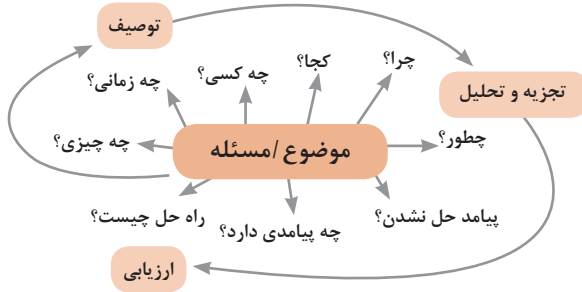 توصیف
چرا؟
کجا؟
چه کسی؟
چه زمانی؟
تجزیه و تحلیل
چطور؟
موضوع /مسئله
چه چیزی؟
پیامد حل نشدن؟
چه پیامدی دارد؟
راه حل چیست؟
ارزیابی